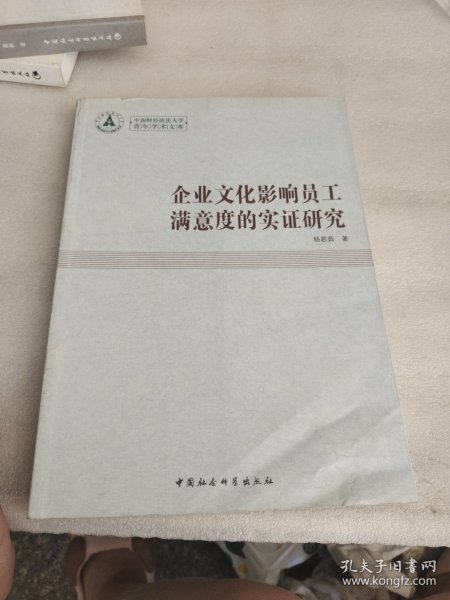 中南财经政法大学
青年学术文库
企业文化影响员工
满意度的实证研究
杨君茹 著
中国社会科学出版社
孔夫子旧书网
www.kongfz.com